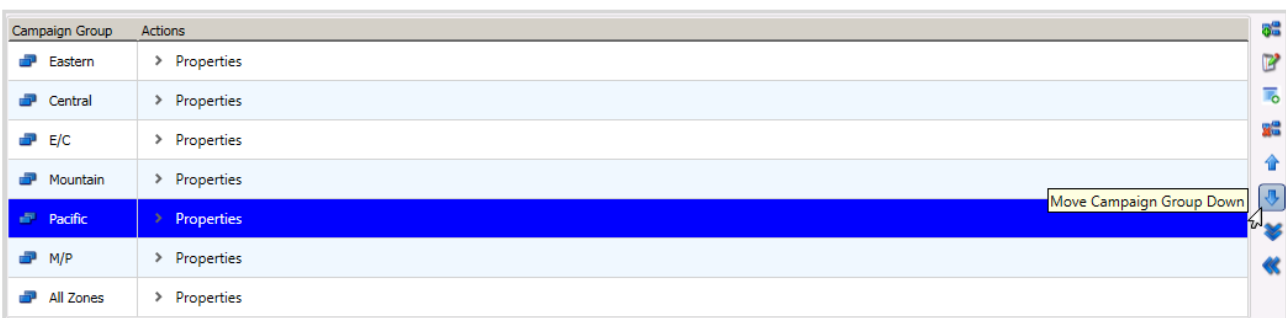 Campaign Group Actions
Eastern Properties
Central Properties
E/C Properties
Mountain Properties
Move Campaign Group Down
Pacific Properties
M/P Properties
All Zones Properties